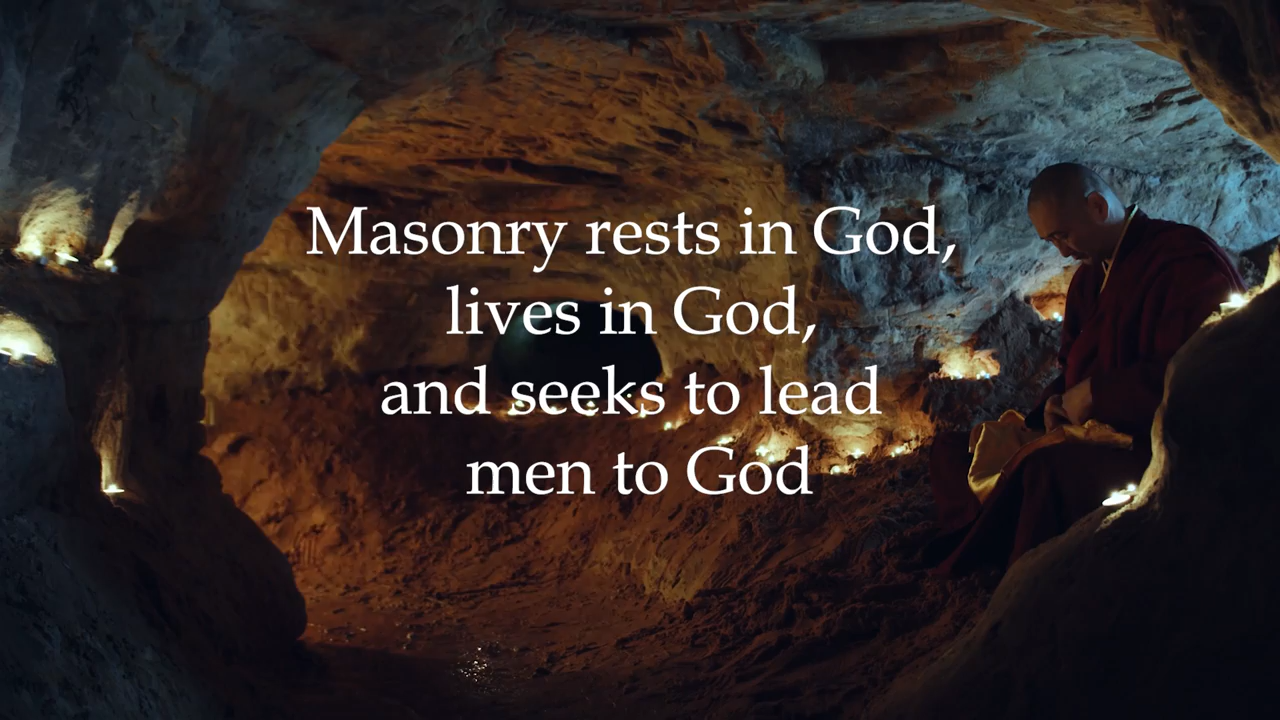 Masonry rests in God,
lives in God,
and seeks to lead
men to God